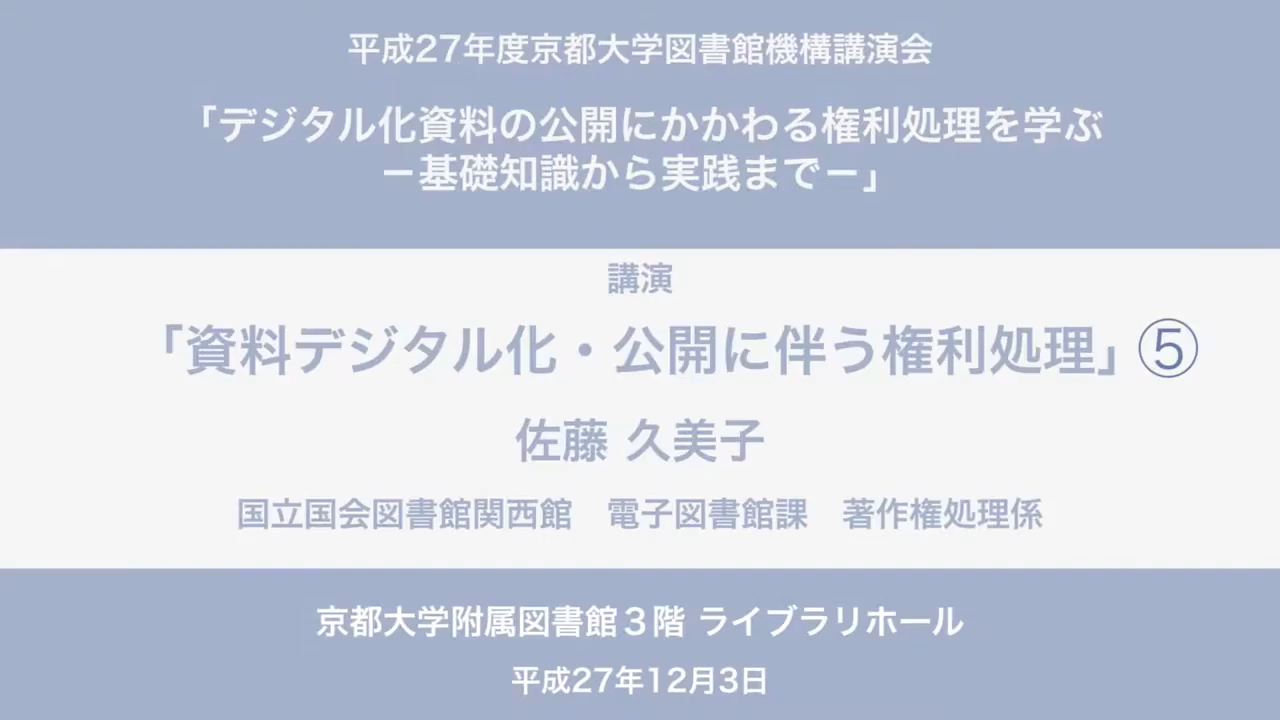 平成27年度京都大学図書館機構講演会
「デジタル化資料の公開にかかわる権利処理を学ぶ
－基礎知識から実践まで－」
講演
「資料デジタル化・公開に伴う権利処理」⑤
佐藤 久美子
国立国会図書館関西館　電子図書館課　著作権処理係
京都大学附属図書館３階 ライブラリホール
平成27年12月3日